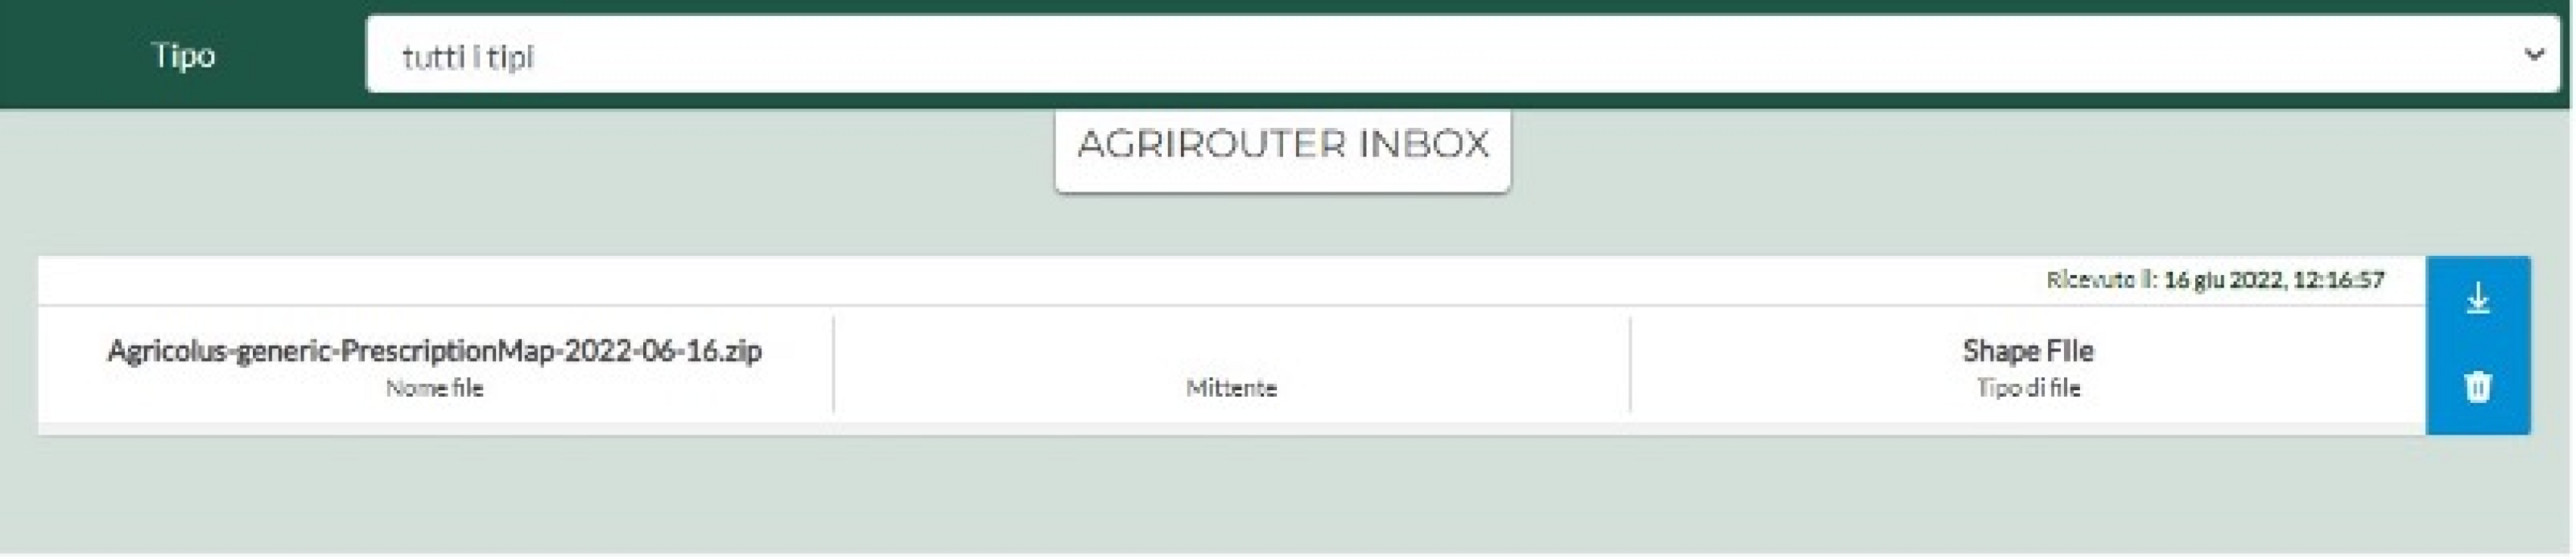 Tipo
tutti i tipi
AGRIROUTER INBOX
Ricevuto il: 16 giu 2022, 12:16:57
Agricolus-generic-PrescriptionMap-2022-06-16.zip
Nome file
Mittente
Shape File
Tipo di file